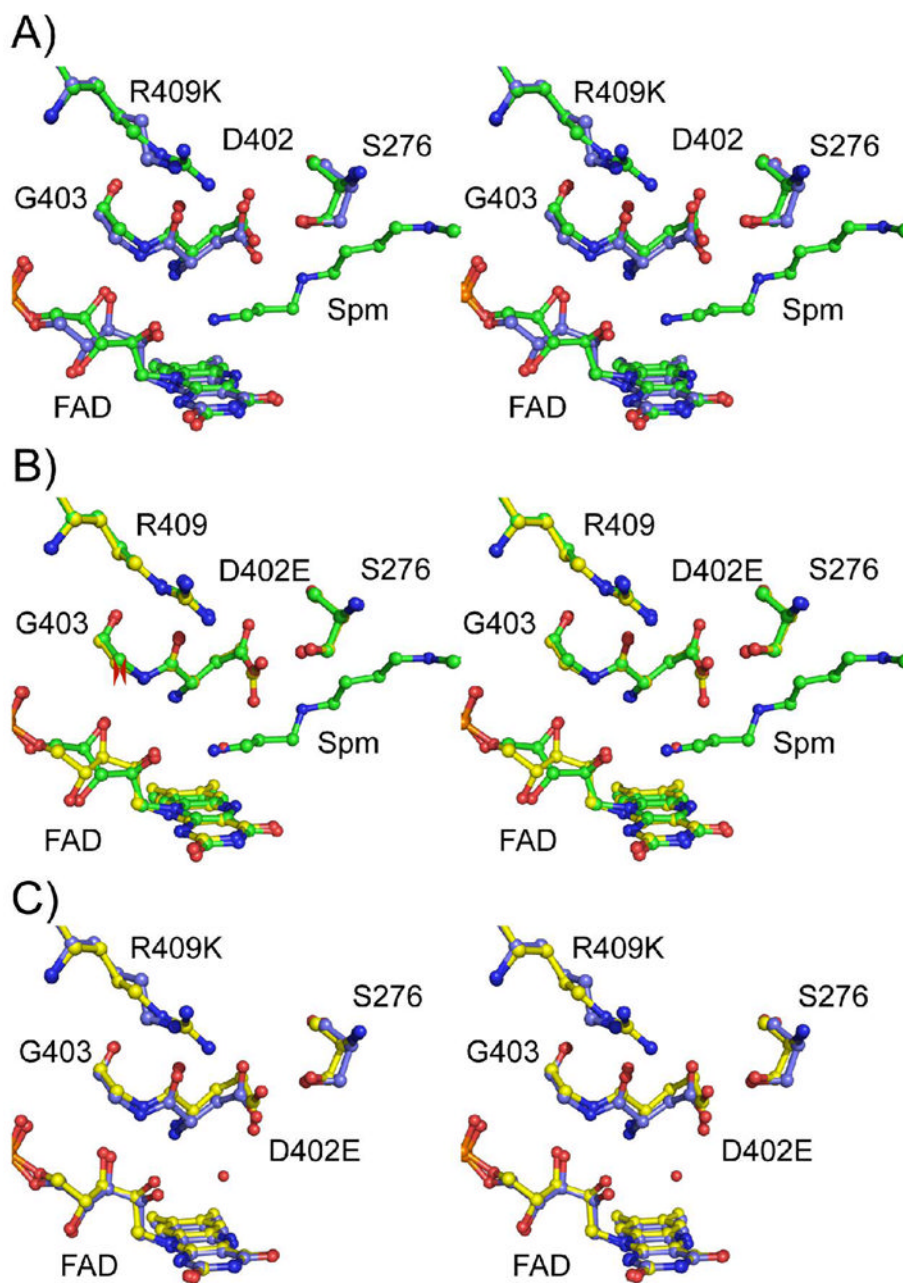 A)
R409K R409K
D402 S276 D402 S276
G403 G403
Spm Spm
FAD FAD
B)
R409 R409
D402E S276 D402E S276
G403 G403
Spm Spm
FAD FAD
C)
R409K R409K
S276 S276
G403 G403
D402E D402E
FAD FAD